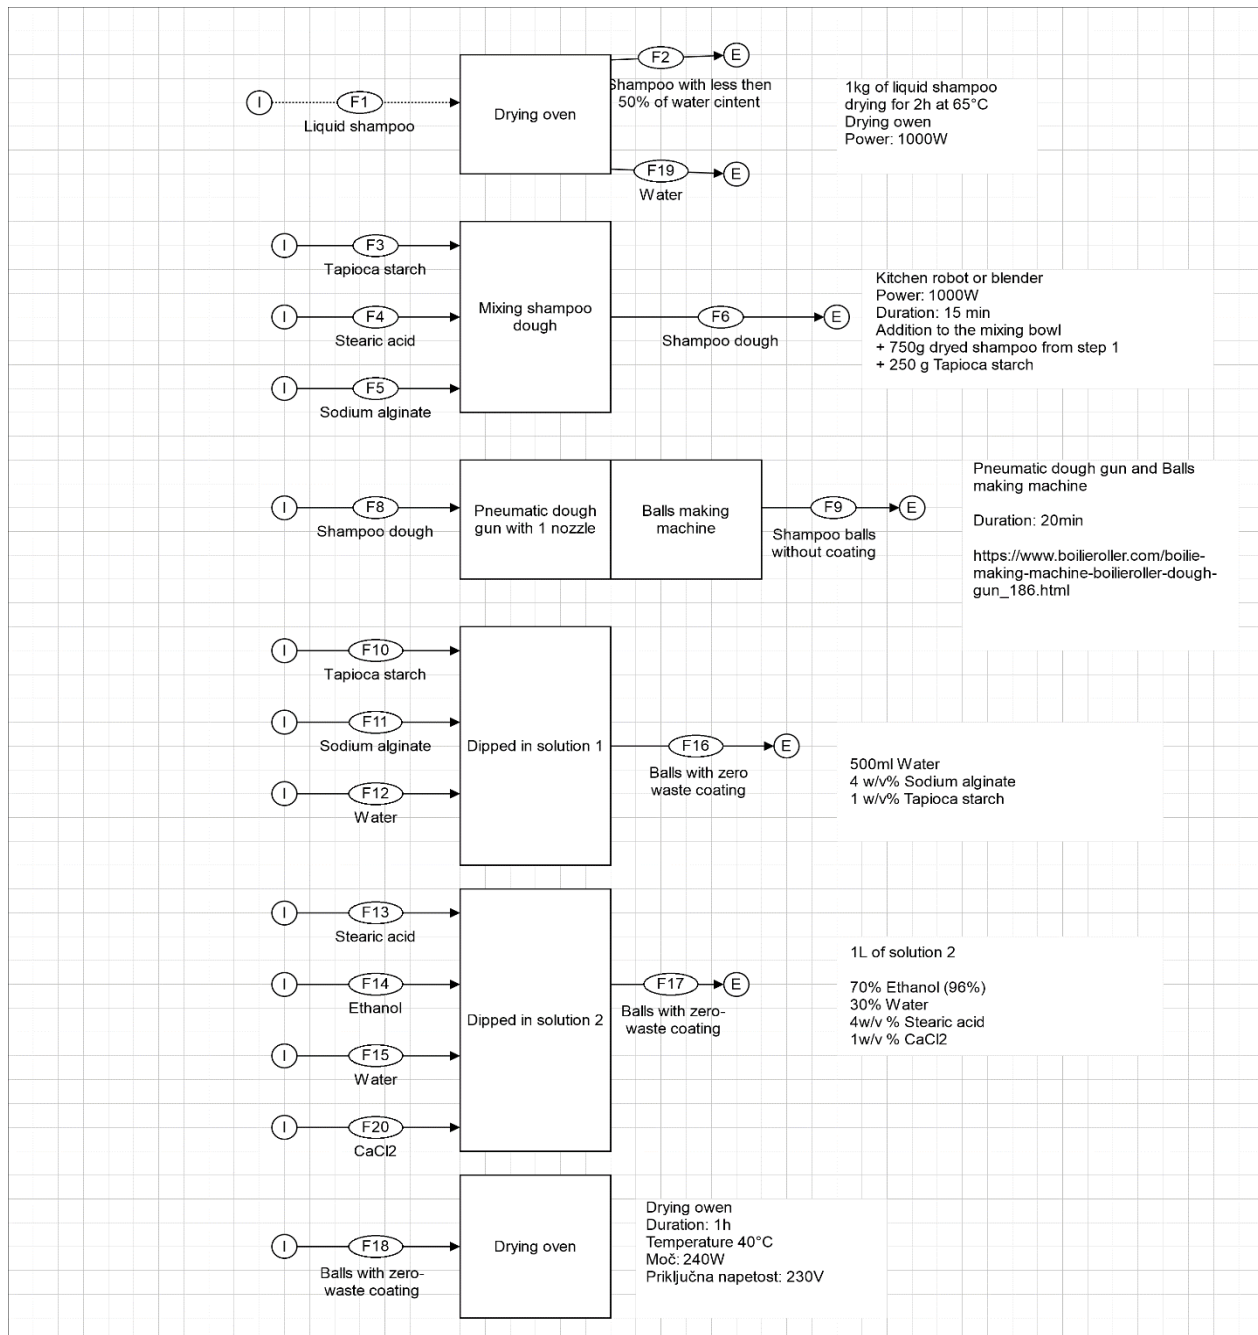 I
F1
Liquid shampoo
Drying oven
F2
E
Shampoo with less then
50% of water cintent
F19
E
Water
1kg of liquid shampoo
drying for 2h at 65°C
Drying owen
Power: 1000W
I
F3
Tapioca starch
I
F4
Stearic acid
I
F5
Sodium alginate
Mixing shampoo
dough
F6
E
Shampoo dough
Kitchen robot or blender
Power: 1000W
Duration: 15 min
Addition to the mixing bowl
+ 750g dryed shampoo from step 1
+ 250 g Tapioca starch
I
F8
Shampoo dough
Pneumatic dough
gun with 1 nozzle
Balls making
machine
F9
E
Shampoo balls
without coating
Pneumatic dough gun and Balls
making machine
Duration: 20min
https://www.boilieroller.com/boilie-
making-machine-boilieroller-dough-
gun_186.html
I
F10
Tapioca starch
I
F11
Sodium alginate
I
F12
Water
Dipped in solution 1
F16
E
Balls with zero
waste coating
500ml Water
4 w/v% Sodium alginate
1 w/v% Tapioca starch
I
F13
Stearic acid
I
F14
Ethanol
I
F15
Water
I
F20
CaCl2
Dipped in solution 2
F17
E
Balls with zero-
waste coating
1L of solution 2
70% Ethanol (96%)
30% Water
4w/v % Stearic acid
1w/v % CaCl2
I
F18
Balls with zero-
waste coating
Drying oven
Drying owen
Duration: 1h
Temperature 40°C
Moč: 240W
Priključna napetost: 230V